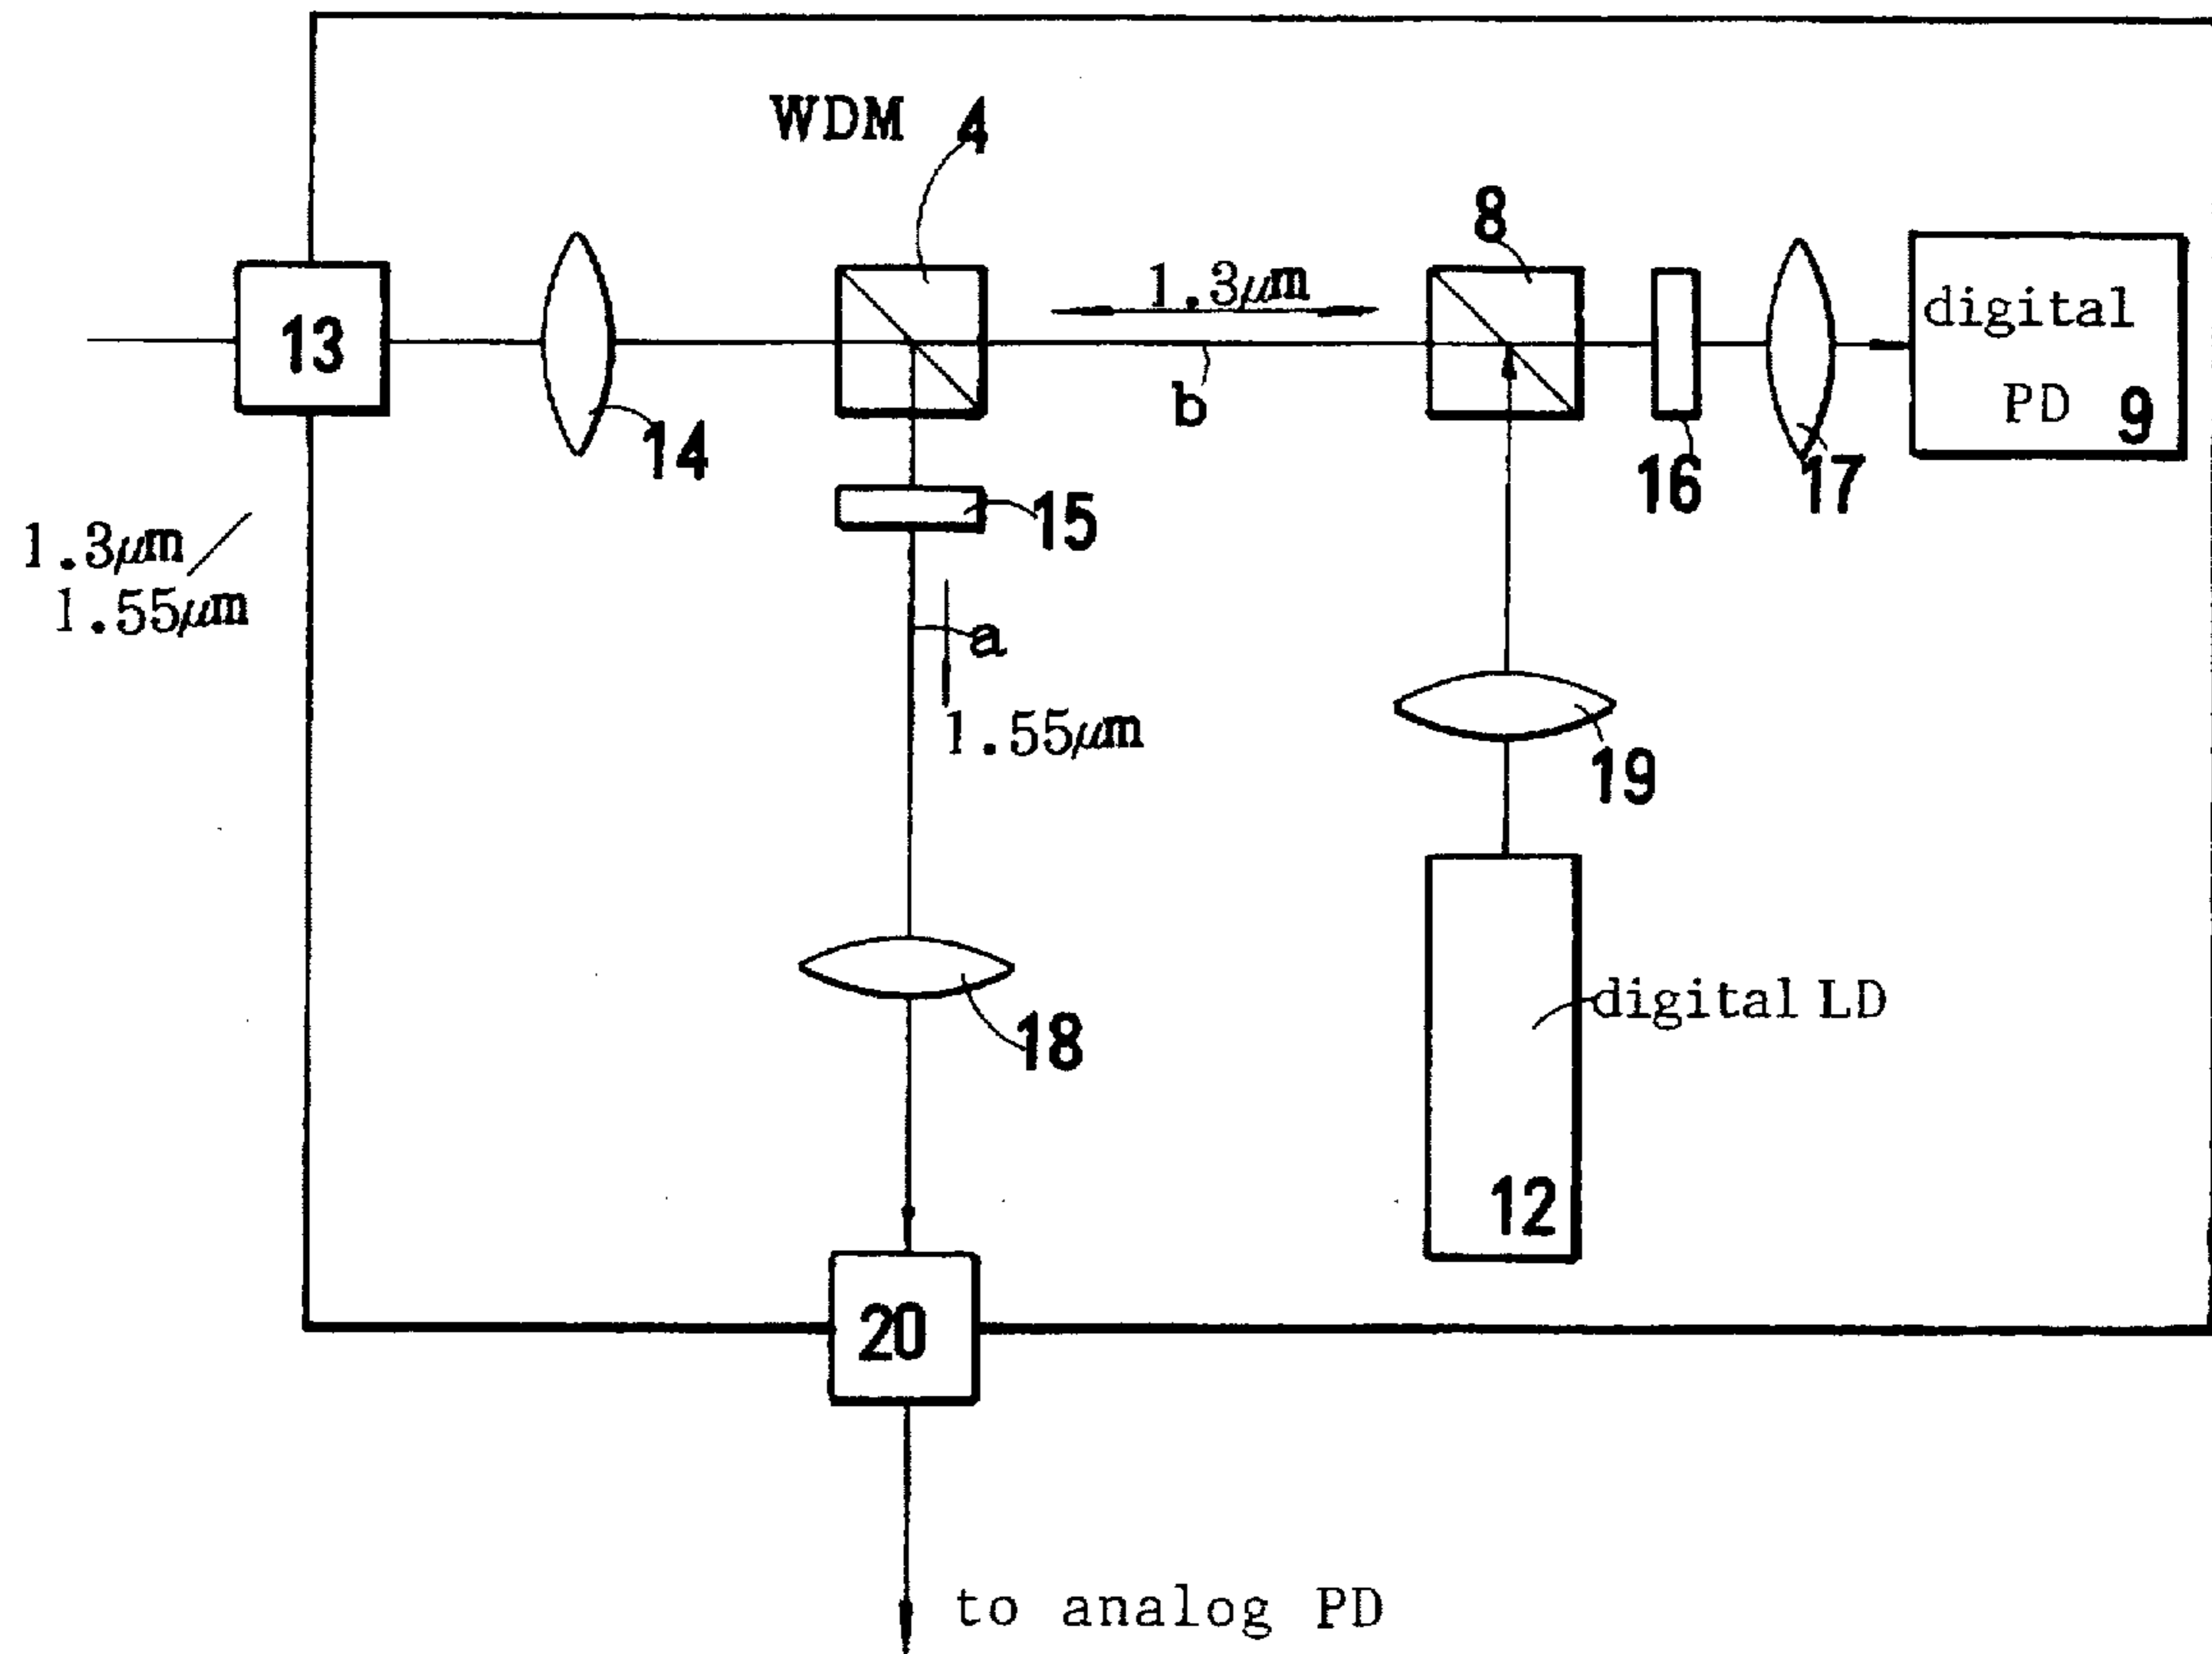 WDM 4
8
1.3μm
13
14
b
digital
PD 9
16
17
15
1.3μm/
1.55μm
a
1.55μm
19
18
digital LD
12
20
to analog PD